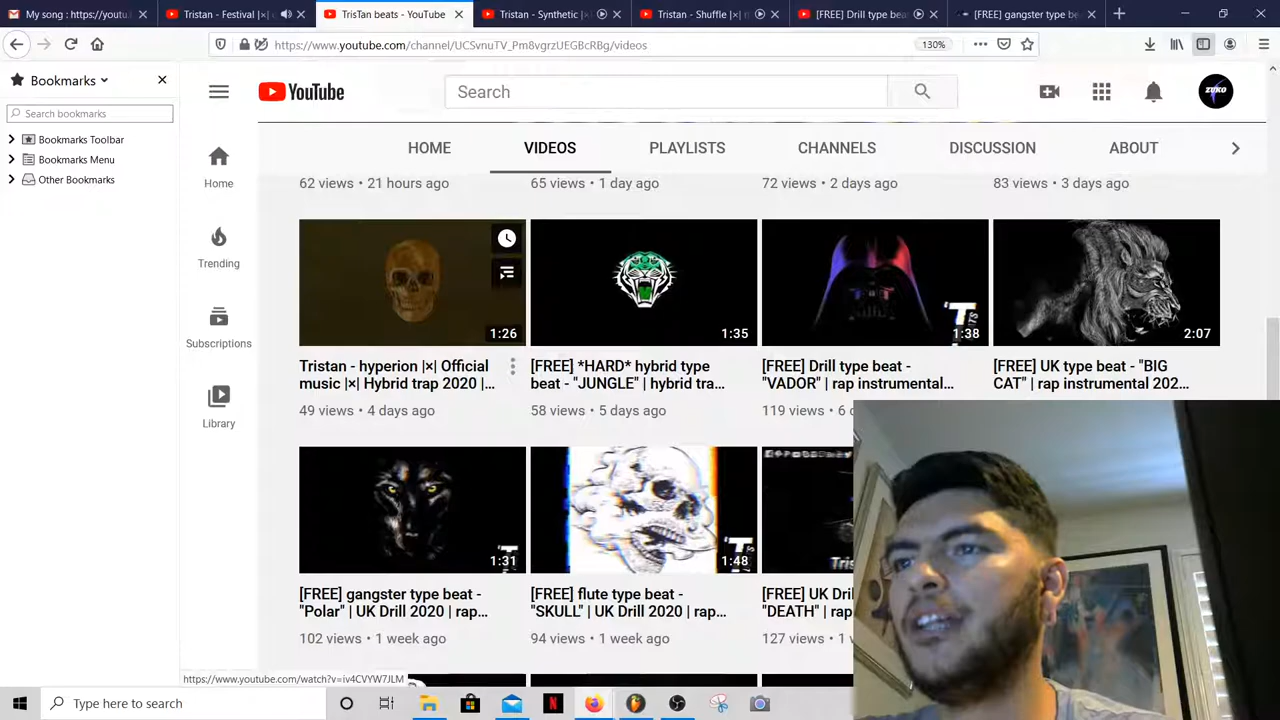 My song : https://youtu
Tristan - Festival |×|
TrisTan beats - YouTube
Tristan - Synthetic |×|
Tristan - Shuffle |×|
[FREE] Drill type beat
[FREE] gangster type be
https://www.youtube.com/channel/UCSvnuTV_Pm8vgrzUEGBcRBg/videos
130%
Bookmarks
YouTube
Search
ZUKO
Search bookmarks
Bookmarks Toolbar
Bookmarks Menu
Other Bookmarks
HOME
VIDEOS
PLAYLISTS
CHANNELS
DISCUSSION
ABOUT
Home
Trending
Subscriptions
Library
62 views • 21 hours ago
65 views • 1 day ago
72 views • 2 days ago
83 views • 3 days ago
1:26
1:35
1:38
2:07
Tristan - hyperion |×| Official
music |×| Hybrid trap 2020 |...
49 views • 4 days ago
[FREE] *HARD* hybrid type
beat - "JUNGLE" | hybrid tra...
58 views • 5 days ago
[FREE] Drill type beat -
"VADOR" | rap instrumental...
119 views • 6
[FREE] UK type beat - "BIG
CAT" | rap instrumental 202...
1:31
1:48
[FREE] gangster type beat -
"Polar" | UK Drill 2020 | rap...
102 views • 1 week ago
[FREE] flute type beat -
"SKULL" | UK Drill 2020 | rap...
94 views • 1 week ago
[FREE] UK Dril
"DEATH" | rap
127 views • 1
https://www.youtube.com/watch?v=iv4CVYW7JLM
Type here to search